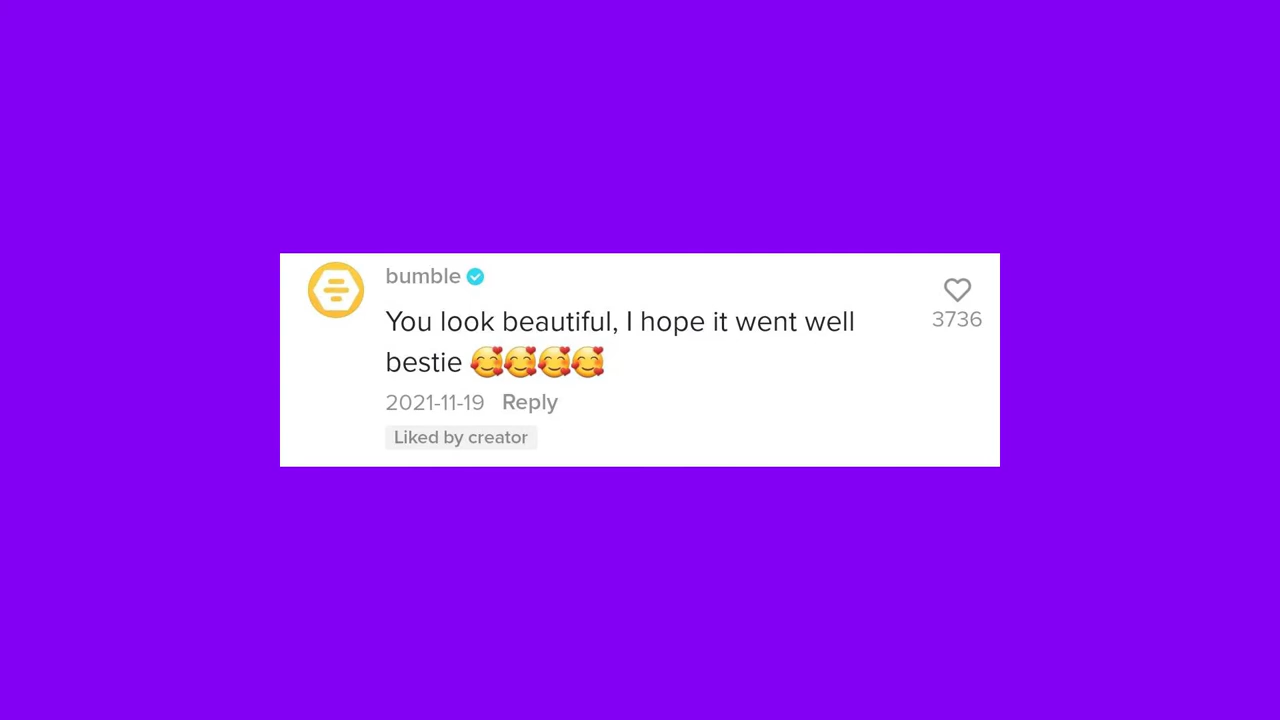 bumble
You look beautiful, I hope it went well
bestie 🥰🥰🥰🥰
2021-11-19 Reply
Liked by creator
3736